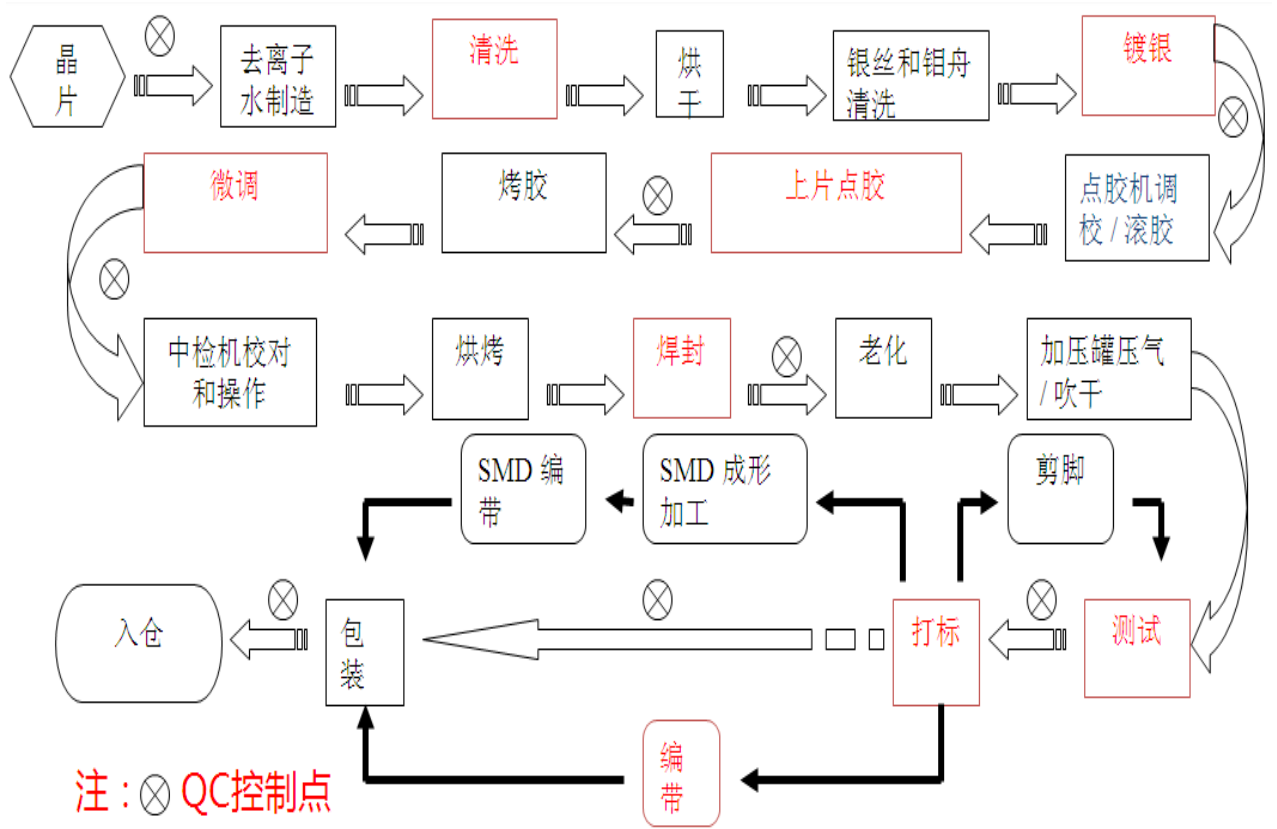 晶
片
去离子
水制造
清洗
烘
干
银丝和钼舟
清洗
镀银
微调
烤胶
上片点胶
点胶机调
校 / 滚胶
中检机校对
和操作
烘烤
焊封
老化
加压罐压气
/ 吹干
SMD 编
带
SMD 成形
加工
剪脚
入仓
包
装
打标
测试
编
带
注：⊗ QC控制点